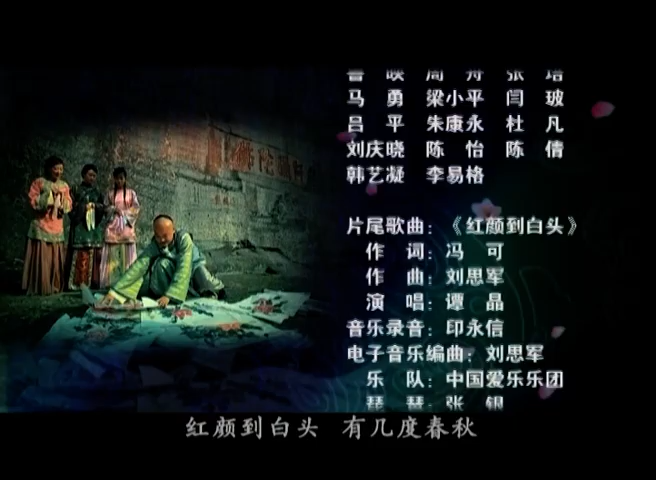 马 勇 梁小平 闫 玻
吕 平 朱康永 杜 凡
刘庆晓 陈 怡 陈 倩
韩艺凝 李易格
片尾歌曲：《红颜到白头》
作 词：冯 可
作 曲：刘思军
演 唱：谭 晶
音乐录音：印永信
电子音乐编曲：刘思军
乐 队：中国爱乐乐团
琵 琶：张 银
红颜到白头 有几度春秋